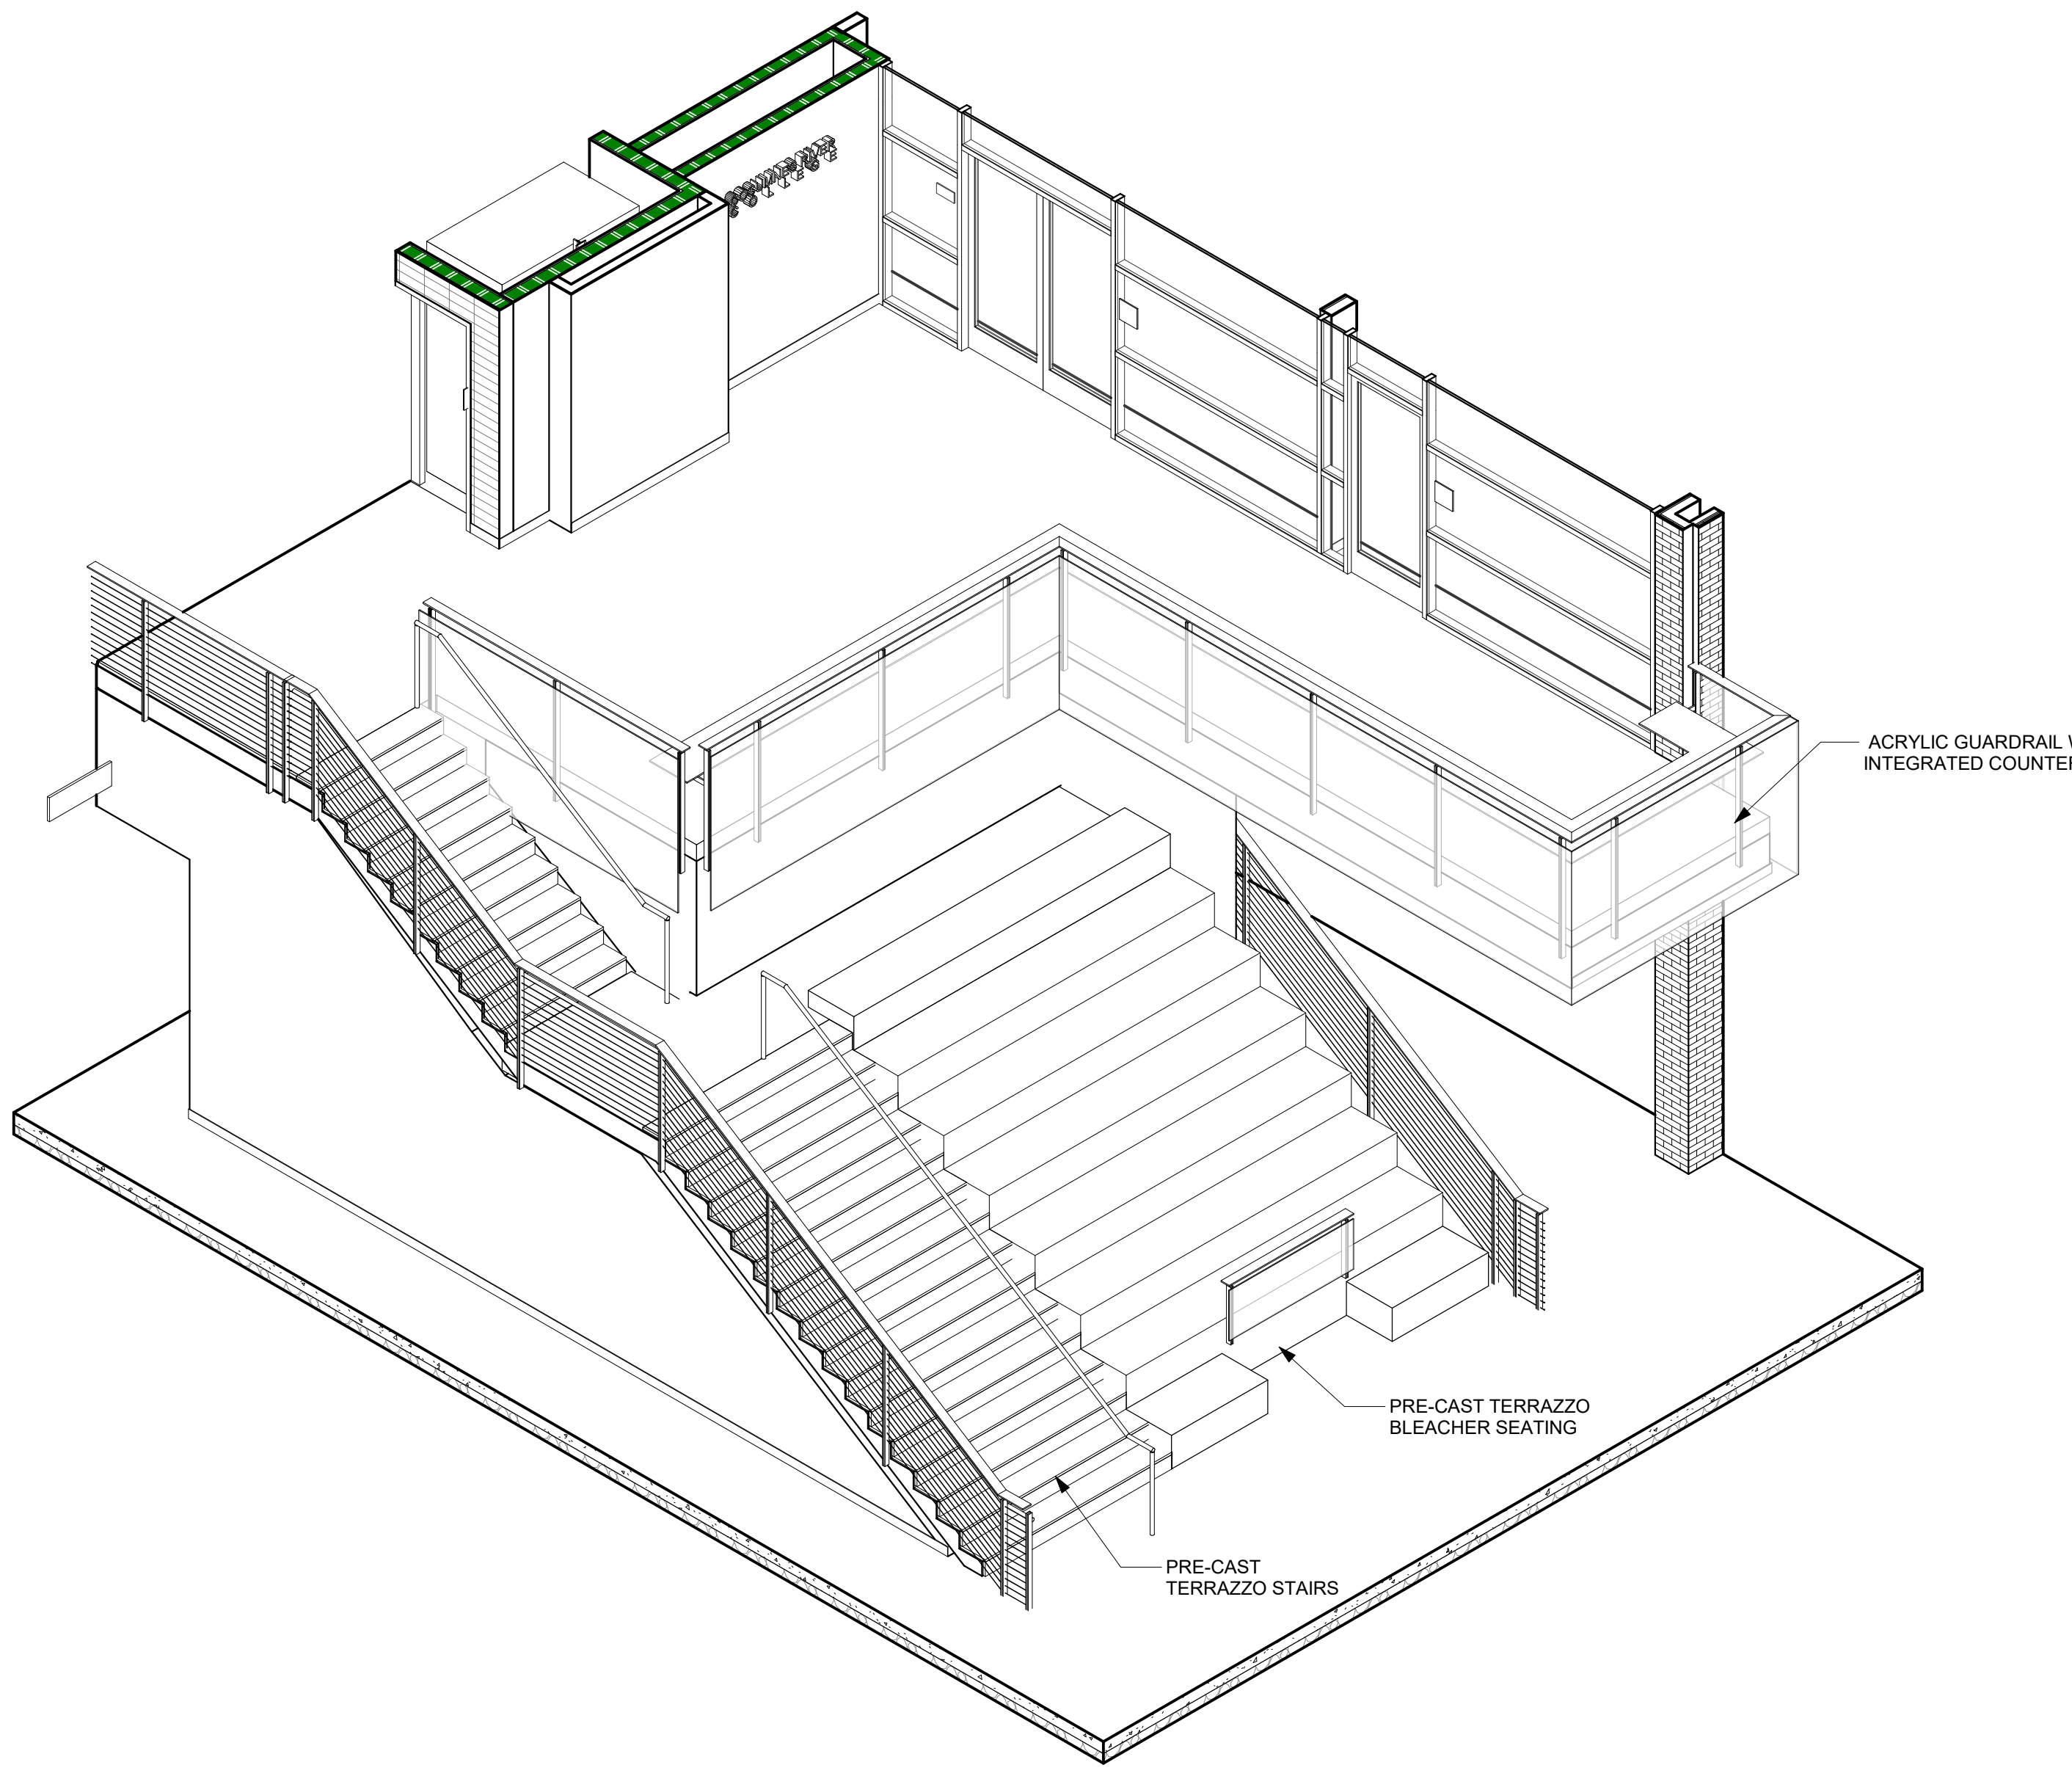 ACRYLIC GUARDRAIL
INTEGRATED COUNTER
PRE-CAST TERRAZZO
BLEACHER SEATING
PRE-CAST
TERRAZZO STAIRS